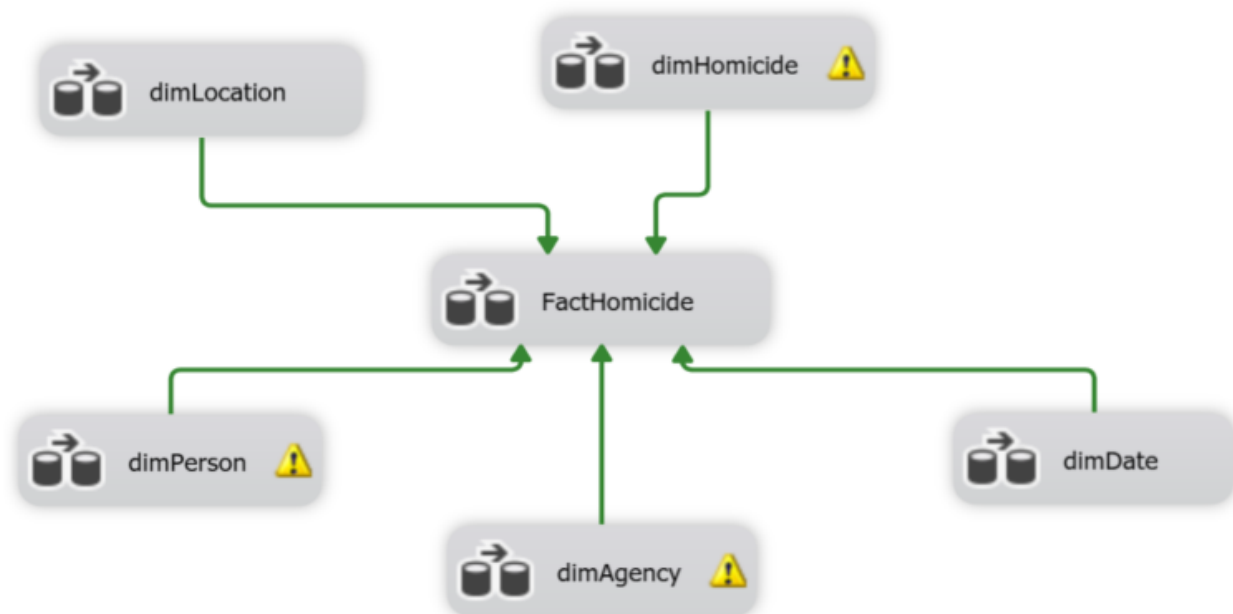 dimLocation
dimHomicide
FactHomicide
dimPerson
dimDate
dimAgency